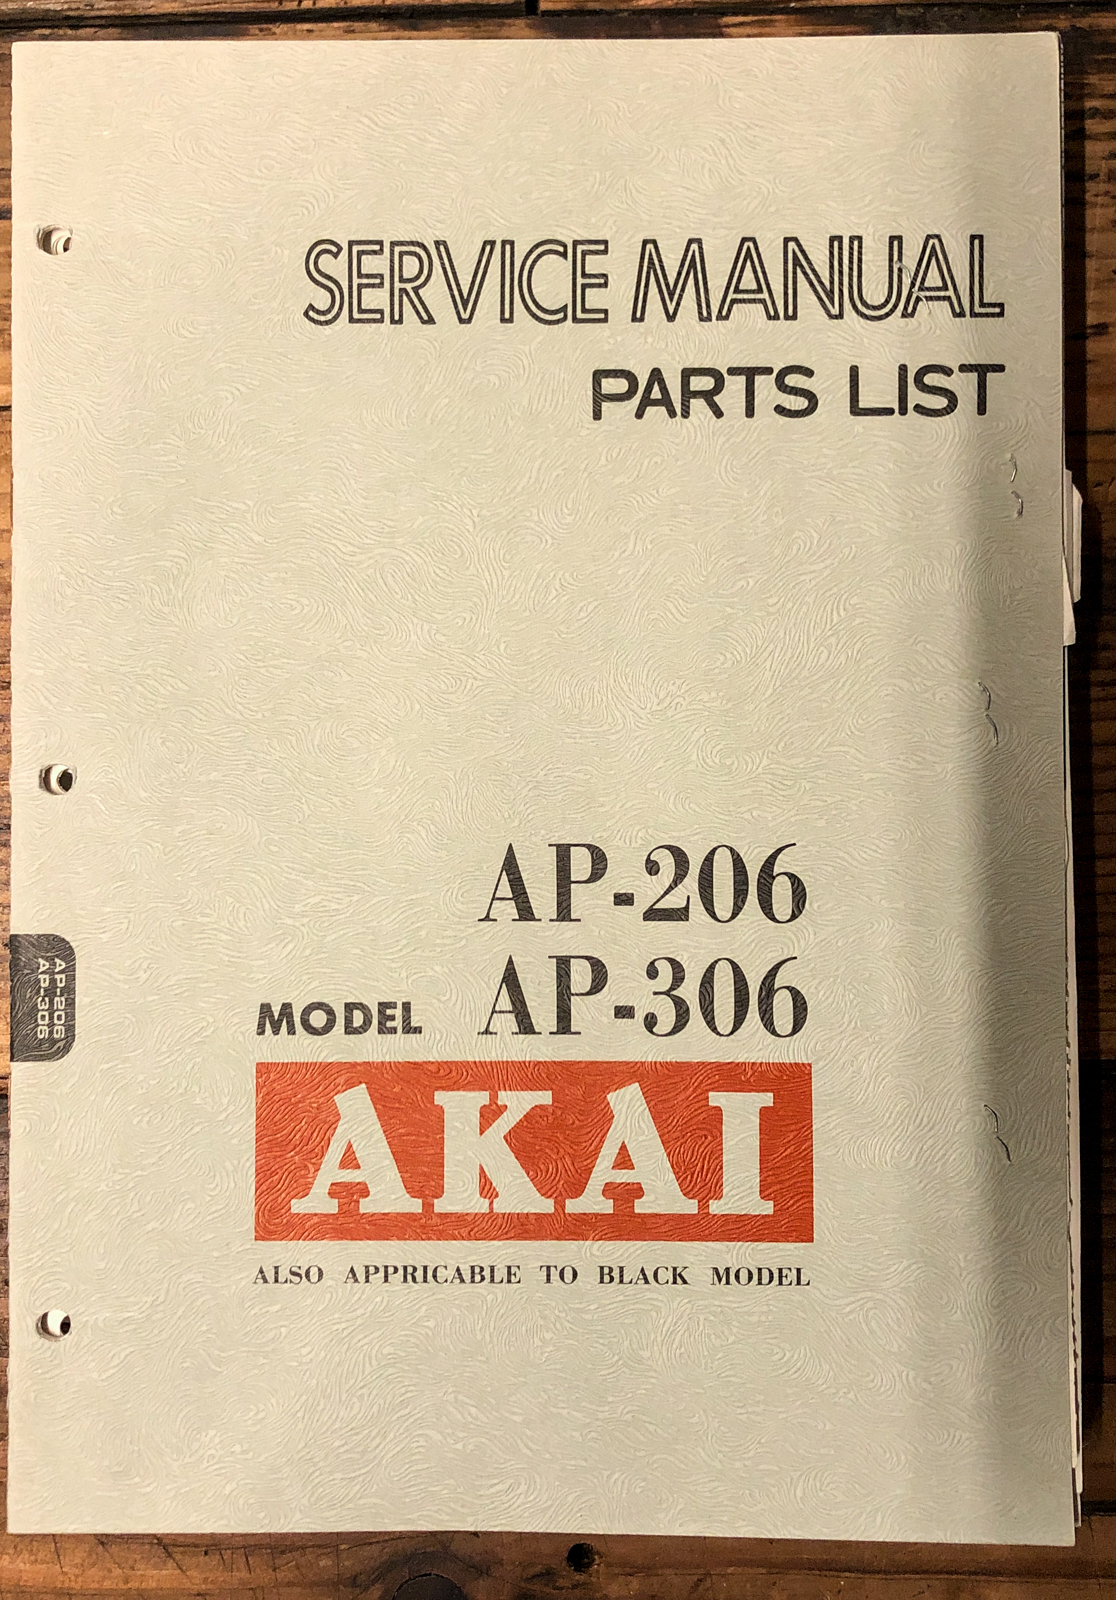 SERVICE MANUAL
PARTS LIST
AP-206
MODEL AP-306
AKAI
ALSO APPRICABLE TO BLACK MODEL
AP-206
AP-306